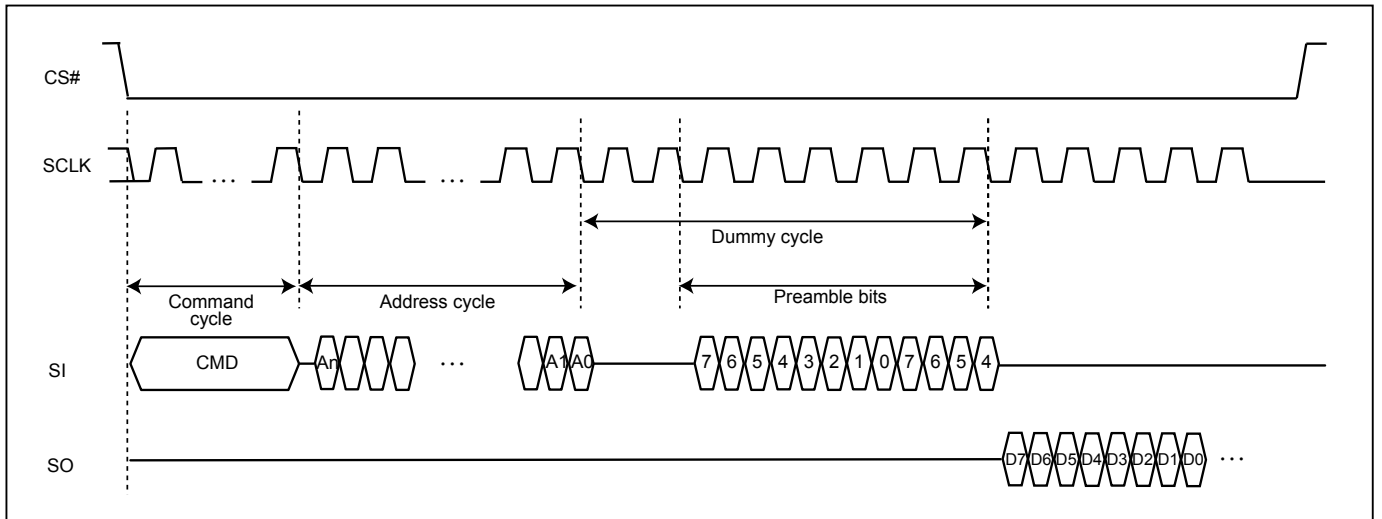 CS#
SCLK
...
...
Dummy cycle
Command
cycle
Address cycle
Preamble bits
SI
CMD
An
...
A1
A0
7
6
5
4
3
2
1
0
7
6
5
4
SO
D7
D6
D5
D4
D3
D2
D1
D0
...